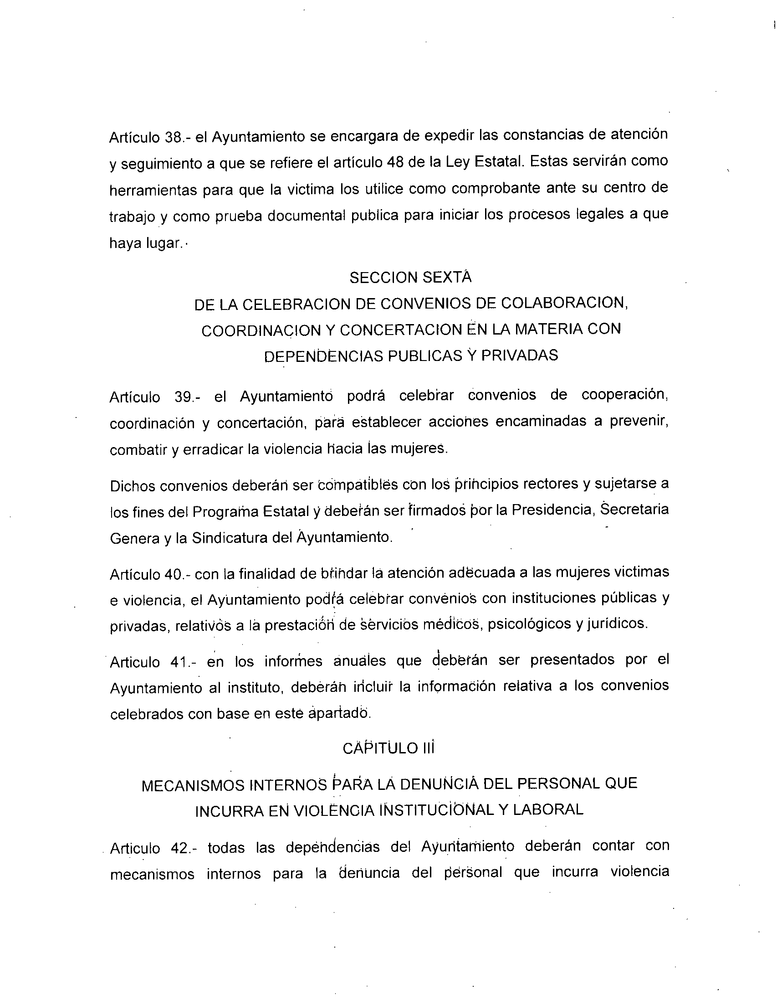 Artículo 38.- el Ayuntamiento se encargara de expedir las constancias de atención
y seguimiento a que se refiere el artículo 48 de la Ley Estatal. Estas servirán como
herramientas para que la victima los utilice como comprobante ante su centro de
trabajo y como prueba documental publica para iniciar los procesos legales a que
haya lugar.
SECCION SEXTA
DE LA CELEBRACION DE CONVENIOS DE COLABORACION,
COORDINACION Y CONCERTACION EN LA MATERIA CON
DEPENDENCIAS PUBLICAS Y PRIVADAS
Artículo 39.- el Ayuntamiento podrá celebrar convenios de cooperación,
coordinación y concertación, para establecer acciones encaminadas a prevenir,
combatir y erradicar la violencia hacia las mujeres.
Dichos convenios deberán ser compatibles con los principios rectores y sujetarse a
los fines del Programa Estatal y deberán ser firmados por la Presidencia, Secretaria
Genera y la Sindicatura del Ayuntamiento.
Artículo 40.- con la finalidad de brindar la atención adecuada a las mujeres victimas
e violencia, el Ayuntamiento podrá celebrar convenios con instituciones públicas y
privadas, relativos a la prestación de servicios médicos, psicológicos y jurídicos.
Articulo 41.- en los informes anuales que deberán ser presentados por el
Ayuntamiento al instituto, deberán incluir la información relativa a los convenios
celebrados con base en este apartado.
CAPITULO III
MECANISMOS INTERNOS PARA LA DENUNCIA DEL PERSONAL QUE
INCURRA EN VIOLENCIA INSTITUCIONAL Y LABORAL
Articulo 42.- todas las dependencias del Ayuntamiento deberán contar con
mecanismos internos para la denuncia del personal que incurra violencia